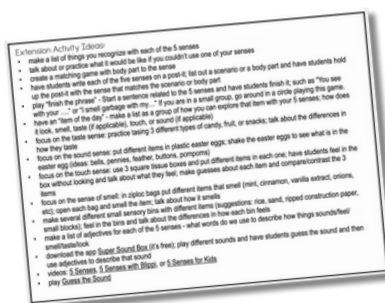 Extension Activity Ideas:
• make a list of things you recognize with each of the 5 senses
• talk about or practice what it would be like if you couldn't use one of your senses
• create a matching game with body part to the sense
• have students write each of the five senses on a post-it; list out a scenario or a body part and have students hold
up the post-it with the sense that matches the scenario or body part
• play "finish the phrase" - Start a sentence related to the 5 senses and have students finish it; such as "You see
with your ....." or "I smell garbage with my...." If you are in a small group, go around in a circle playing this game.
• have an "item of the day" - make a list as a group of how you can explore that item with your 5 senses; how does
it look, smell, taste (if applicable), touch, or sound (if applicable)
• focus on the taste sense: practice tasing 3 different types of candy, fruit, or snacks; talk about the differences in
how they taste
• focus on the sound sense: put different items in plastic easter eggs; shake the easter eggs to see what is in the
easter egg (ideas: bells, pennies, feather, buttons, pompoms)
• focus on the touch sense: use 3 square tissue boxes and put different items in each one; have students feel in the
box without looking and talk about what they feel; make guesses about each item and compare/contrast the 3
items
• focus on the sense of smell: in ziploc bags put different items that smell (mint, cinnamon, vanilla extract, onions,
etc); open each bag and smell the item; talk about how it smells
• make several different small sensory bins with different items (suggestions: rice, sand, ripped construction paper,
small blocks); feel in the bins and talk about the differences in how each bin feels
• make a list of adjectives for each of the 5 senses - what words do we use to describe how things sounds/feel/
smell/taste/look
• download the app Super Sound Box (it's free); play different sounds and have students guess the sound and then
use adjectives to describe that sound
• videos: 5 Senses, 5 Senses with Blippi, or 5 Senses for Kids
• play Guess the Sound